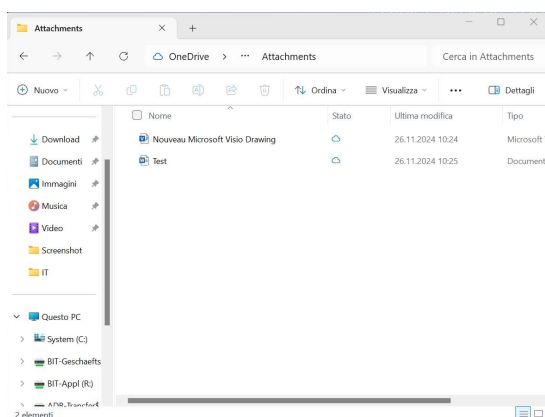 Attachments
OneDrive > ... Attachments
Cerca in Attachments
Nuovo
Ordina
Visualizza
Dettagli
Nome Stato Ultima modifica Tipo
Nouveau Microsoft Visio Drawing 26.11.2024 10:24 Microsoft
Test 26.11.2024 10:25 Document
Download
Documenti
Immagini
Musica
Video
Screenshot
IT
Questo PC
System (C:)
BIT-Geschaefts
BIT-Appl (R:)
ADB-Transfer$
2 elementi